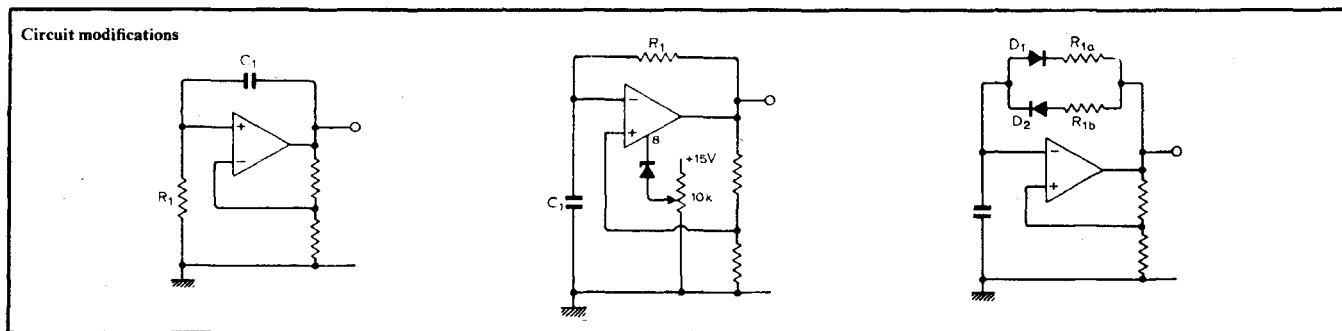 Circuit modifications
C1
+
−
R1
R1
−
+
8
+15V
10k
C1
D1
R1a
D2
R1b
−
+